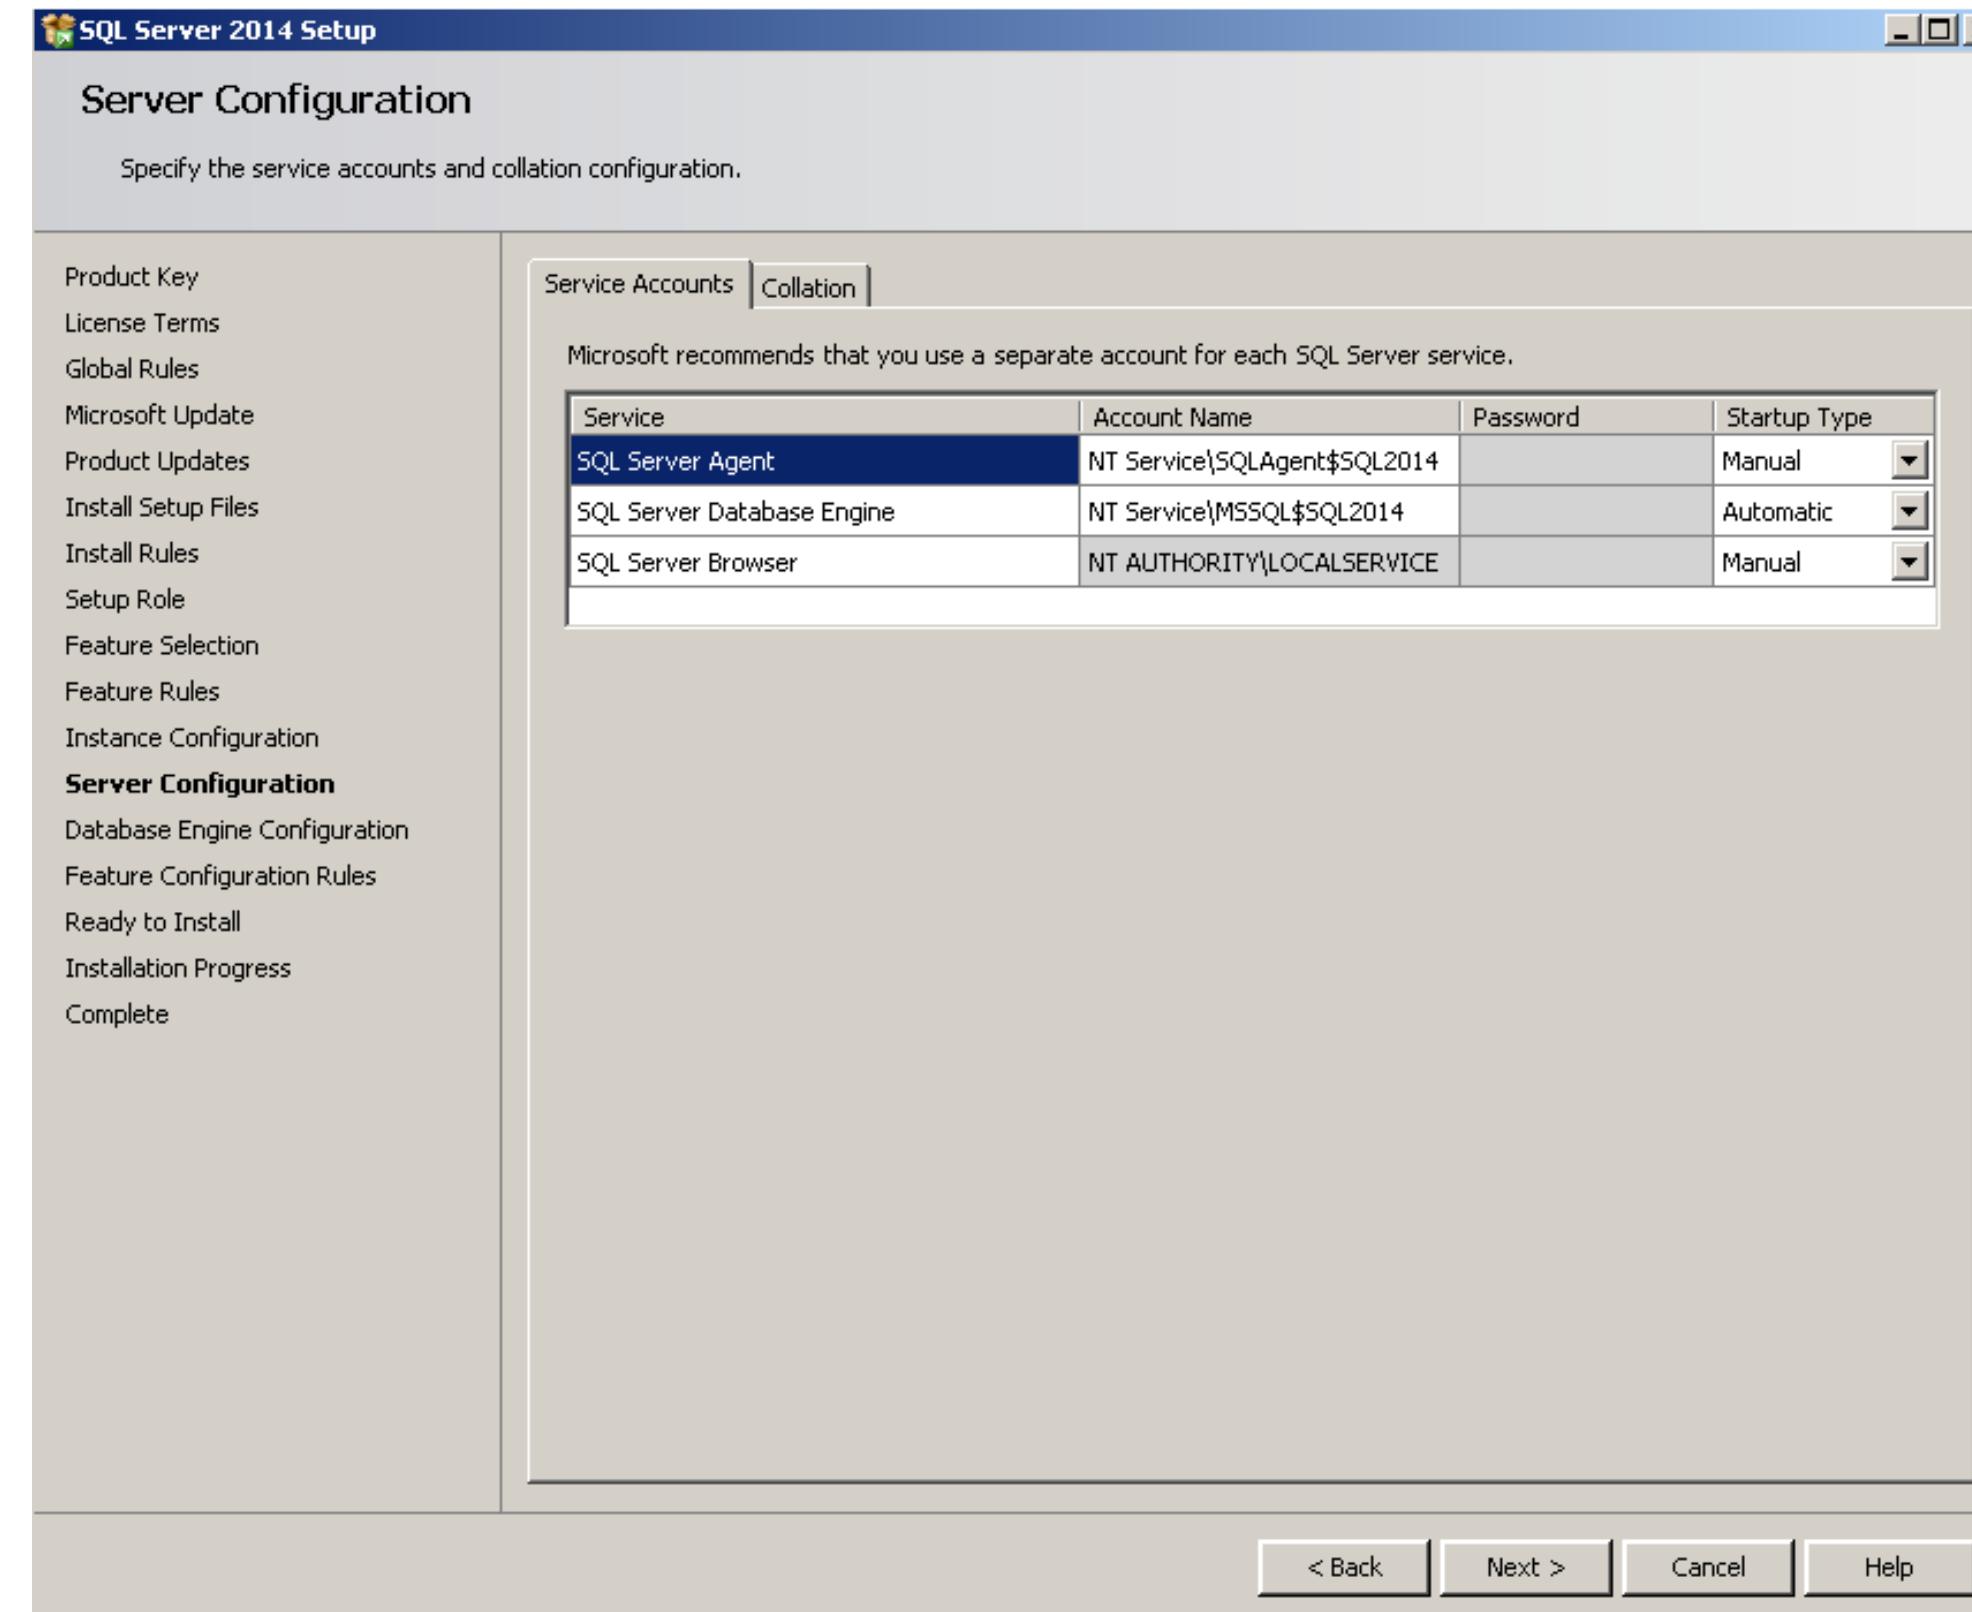 SQL Server 2014 Setup
Server Configuration
Specify the service accounts and collation configuration.
Product Key
License Terms
Global Rules
Microsoft Update
Product Updates
Install Setup Files
Install Rules
Setup Role
Feature Selection
Feature Rules
Instance Configuration
Server Configuration
Database Engine Configuration
Feature Configuration Rules
Ready to Install
Installation Progress
Complete
Service Accounts Collation
Microsoft recommends that you use a separate account for each SQL Server service.
Service Account Name Password Startup Type
SQL Server Agent NT Service\SQLAgent$SQL2014 Manual
SQL Server Database Engine NT Service\MSSQL$SQL2014 Automatic
SQL Server Browser NT AUTHORITY\LOCALSERVICE Manual
< Back Next > Cancel Help